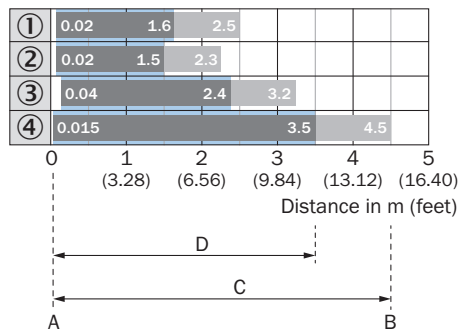 ① 0.02 1.6 2.5
② 0.02 1.5 2.3
③ 0.04 2.4 3.2
④ 0.015 3.5 4.5
0 1 2 3 4 5
(3.28) (6.56) (9.84) (13.12) (16.40)
Distance in m (feet)
D
C
A B